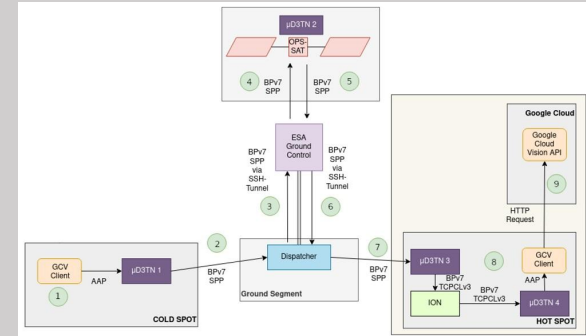 µD3TN 2
OPS-
SAT
4
BPv7
SPP
BPv7
SPP
5
ESA
Ground
Control
BPv7
SPP
via
SSH-
Tunnel
3
BPv7
SPP
via
SSH-
Tunnel
6
Google Cloud
Google
Cloud
Vision API
9
HTTP
Request
GCV
Client
1
AAP
µD3TN 1
COLD SPOT
2
BPv7
SPP
Dispatcher
Ground Segment
7
BPv7
SPP
µD3TN 3
BPv7
TCPCLv3
ION
BPv7
TCPCLv3
8
GCV
Client
AAP
µD3TN 4
HOT SPOT